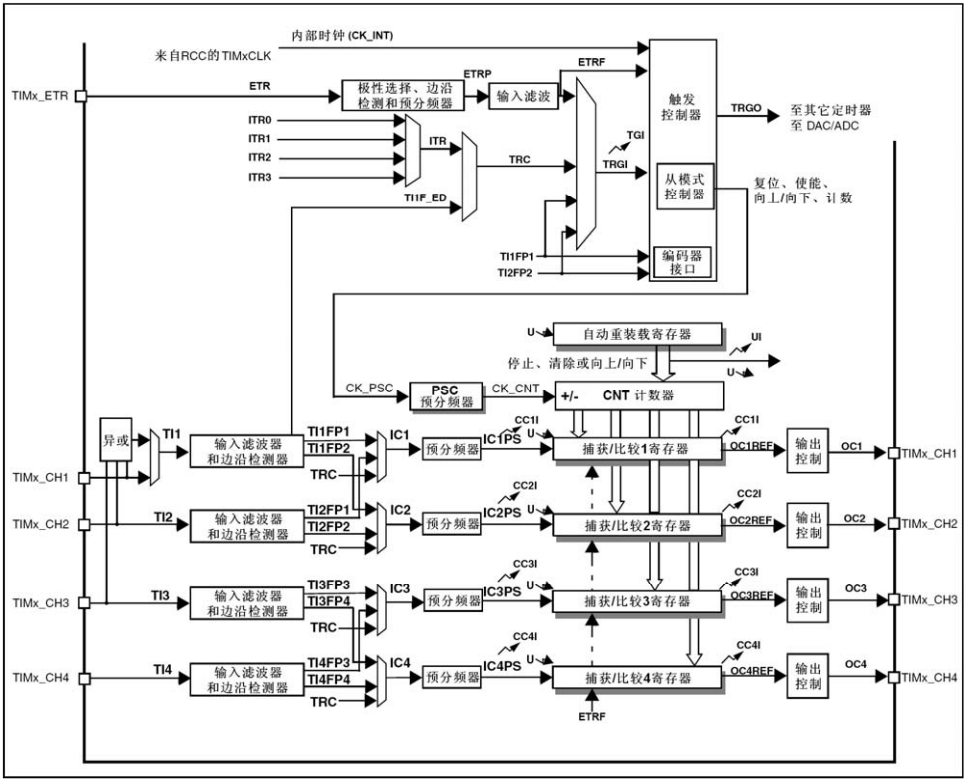 内部时钟 (CK_INT)
来自RCC的TIMxCLK
TIMx_ETR
ETR
极性选择、边沿
检测和预分频器
ETRP
输入滤波
ETRF
触发
控制器
TRGO
至其它定时器
至 DAC/ADC
ITR0
ITR1
ITR2
ITR3
ITR
TRC
TI1F_ED
TGI
TRGI
从模式
控制器
复位、使能、
向上/向下、计数
TI1FP1
TI2FP2
编码器
接口
U
自动重装载寄存器
UI
U
停止、清除或向上/向下
CK_PSC
PSC
预分频器
CK_CNT
+/-
CNT 计数器
异或
TI1
输入滤波器
和边沿检测器
TI1FP1
TI1FP2
TRC
IC1
预分频器
CC1I
IC1PS
U
捕获/比较1寄存器
CC1I
OC1REF
输出
控制
OC1
TIMx_CH1
TIMx_CH1
TIMx_CH2
TI2
输入滤波器
和边沿检测器
TI2FP1
TI2FP2
TRC
IC2
预分频器
CC2I
IC2PS
U
捕获/比较2寄存器
CC2I
OC2REF
输出
控制
OC2
TIMx_CH2
TIMx_CH3
TI3
输入滤波器
和边沿检测器
TI3FP3
TI3FP4
TRC
IC3
预分频器
CC3I
IC3PS
U
捕获/比较3寄存器
CC3I
OC3REF
输出
控制
OC3
TIMx_CH3
TIMx_CH4
TI4
输入滤波器
和边沿检测器
TI4FP3
TI4FP4
TRC
IC4
预分频器
CC4I
IC4PS
U
捕获/比较4寄存器
CC4I
OC4REF
输出
控制
OC4
TIMx_CH4
ETRF